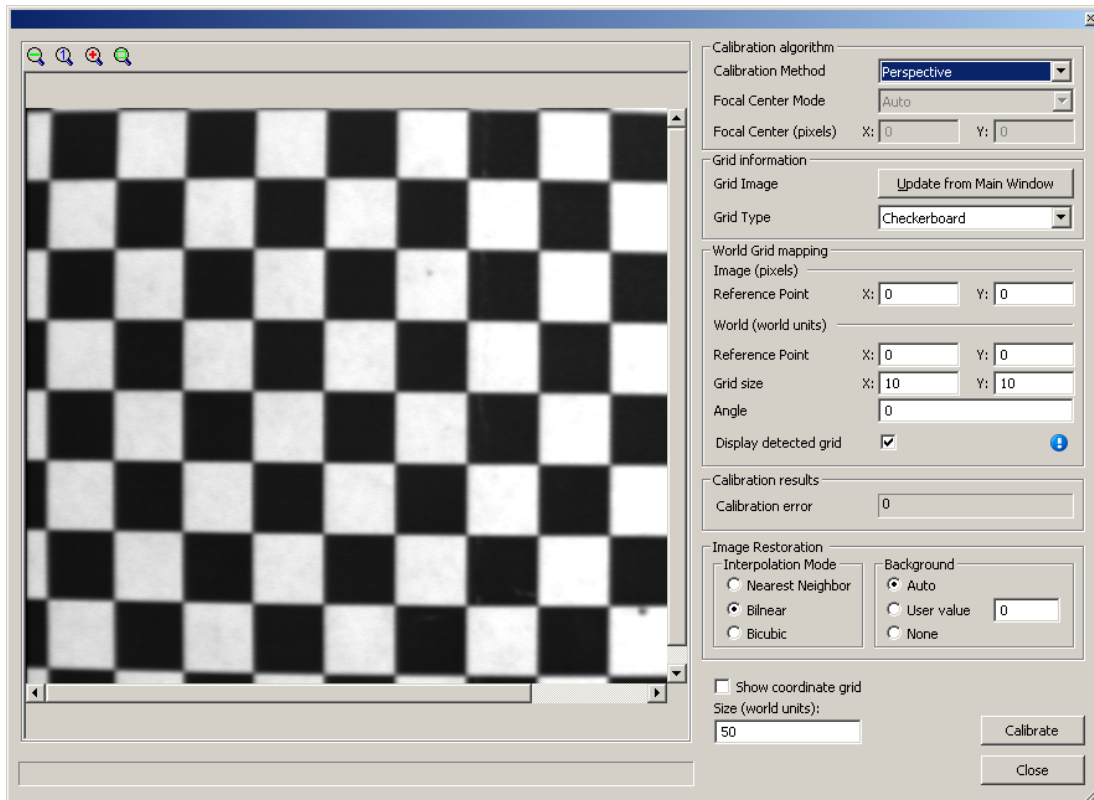 Calibration algorithm
Calibration Method Perspective
Focal Center Mode Auto
Focal Center (pixels) X: 0 Y: 0
Grid information
Grid Image Update from Main Window
Grid Type Checkerboard
World Grid mapping
Image (pixels)
Reference Point X: 0 Y: 0
World (world units)
Reference Point X: 0 Y: 0
Grid size X: 10 Y: 10
Angle 0
Display detected grid
Calibration results
Calibration error 0
Image Restoration
Interpolation Mode Background
Nearest Neighbor Auto
Bilnear User value 0
Bicubic None
Show coordinate grid
Size (world units):
50 Calibrate
Close